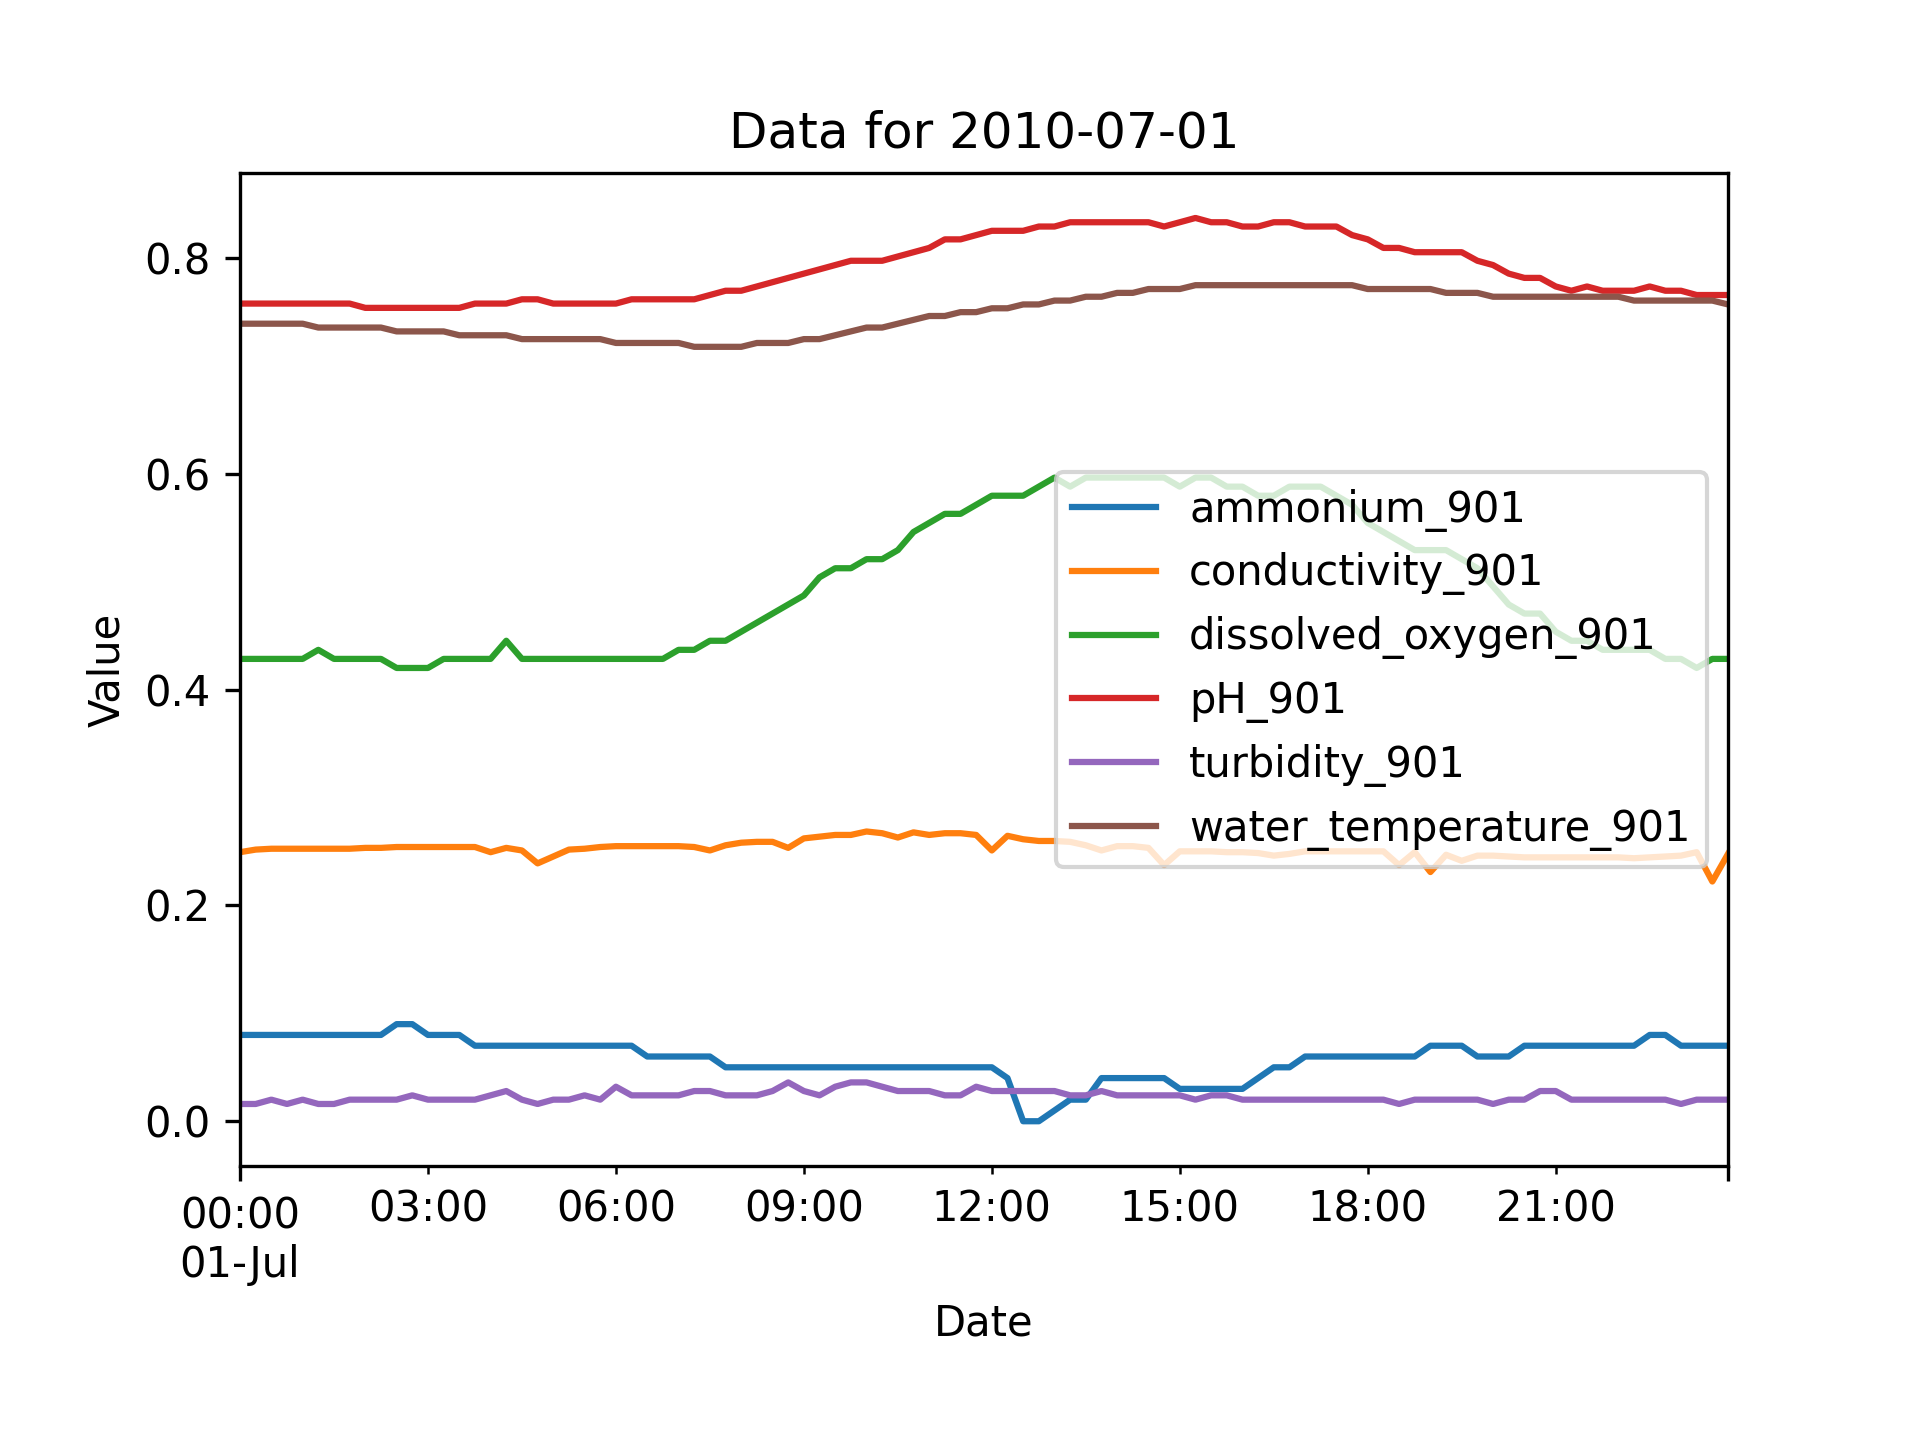 Data for 2010-07-01
Value
0.8
0.6
0.4
0.2
0.0
ammonium_901
conductivity_901
dissolved_oxygen_901
pH_901
turbidity_901
water_temperature_901
00:00 03:00 06:00 09:00 12:00 15:00 18:00 21:00
01-Jul
Date